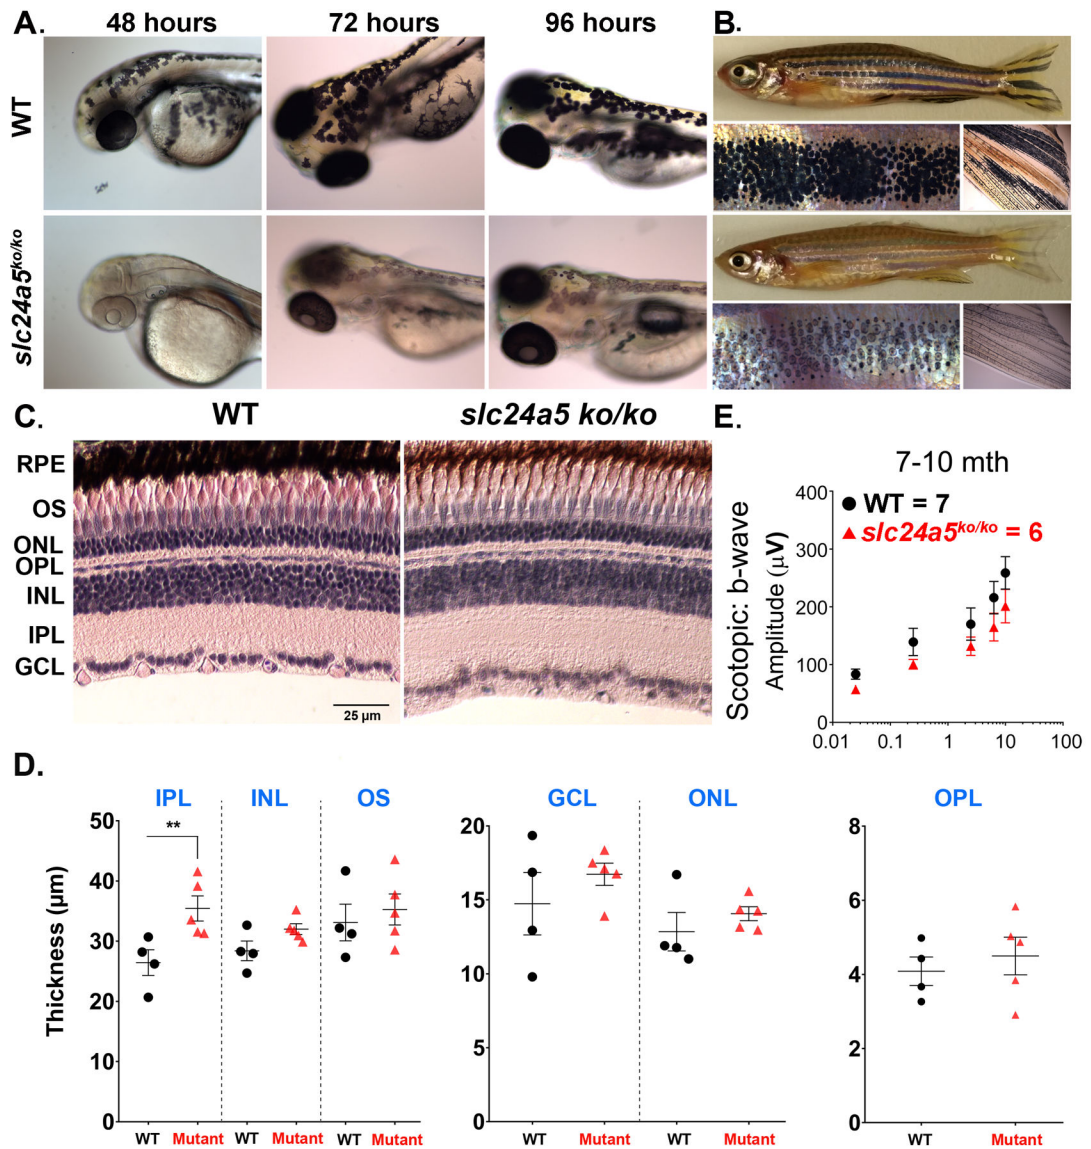 A.
48 hours
72 hours
96 hours
B.
WT
slc24a5ko/ko
C.
WT
slc24a5 ko/ko
RPE
OS
ONL
OPL
INL
IPL
GCL
25 µm
E.
7-10 mth
WT = 7
slc24a5ko/ko = 6
Scotopic: b-wave
Amplitude (µV)
400
300
200
100
0
0.01
0.1
1
10
100
D.
IPL
INL
OS
**
Thickness (µm)
50
40
30
20
10
0
WT
Mutant
WT
Mutant
WT
Mutant
GCL
ONL
20
15
10
5
0
WT
Mutant
WT
Mutant
OPL
8
6
4
2
0
WT
Mutant